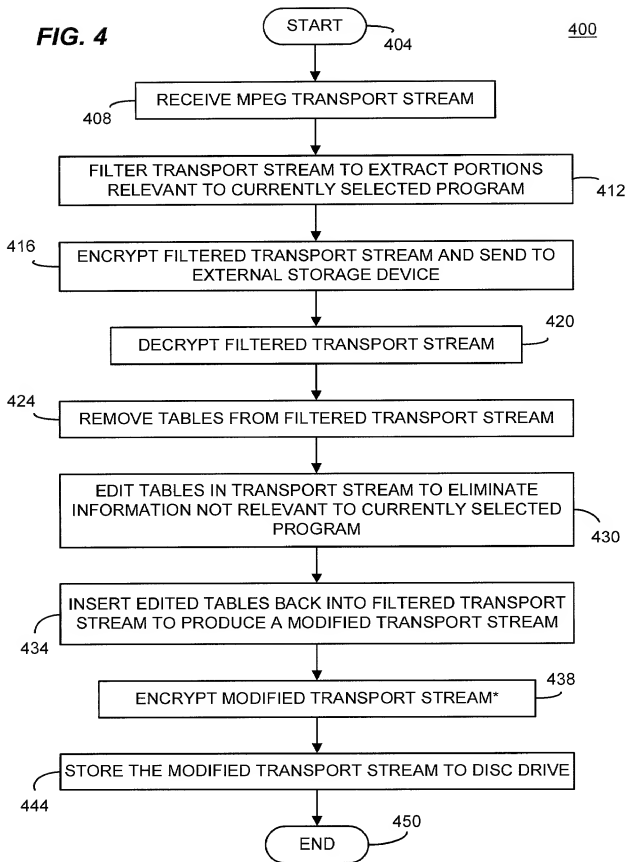 FIG. 4
START
404
400
RECEIVE MPEG TRANSPORT STREAM
408
FILTER TRANSPORT STREAM TO EXTRACT PORTIONS
RELEVANT TO CURRENTLY SELECTED PROGRAM
412
416
ENCRYPT FILTERED TRANSPORT STREAM AND SEND TO
EXTERNAL STORAGE DEVICE
420
DECRYPT FILTERED TRANSPORT STREAM
424
REMOVE TABLES FROM FILTERED TRANSPORT STREAM
EDIT TABLES IN TRANSPORT STREAM TO ELIMINATE
INFORMATION NOT RELEVANT TO CURRENTLY SELECTED
PROGRAM
430
INSERT EDITED TABLES BACK INTO FILTERED TRANSPORT
STREAM TO PRODUCE A MODIFIED TRANSPORT STREAM
434
438
ENCRYPT MODIFIED TRANSPORT STREAM*
STORE THE MODIFIED TRANSPORT STREAM TO DISC DRIVE
444
450
END